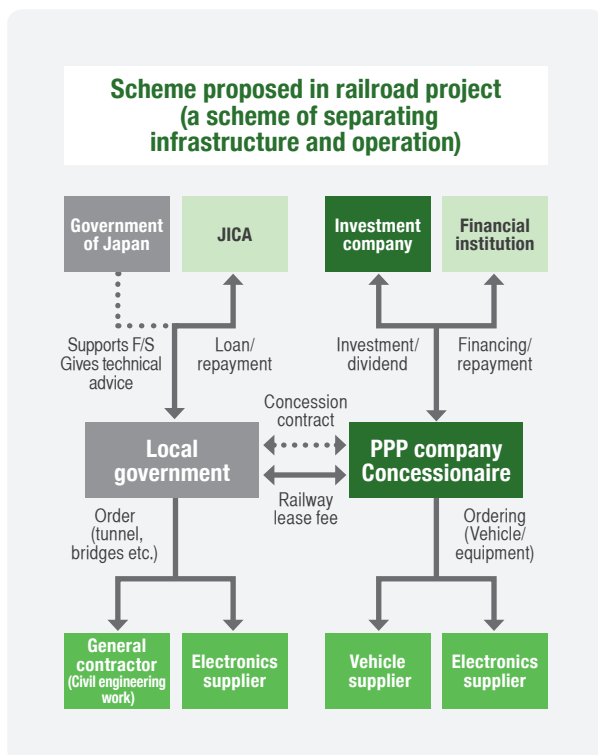 Scheme proposed in railroad project
(a scheme of separating
infrastructure and operation)
Government
of Japan
JICA
Investment
company
Financial
institution
Supports F/S
Gives technical
advice
Loan/
repayment
Investment/
dividend
Financing/
repayment
Concession
contract
Local
government
PPP company
Concessionaire
Railway
lease fee
Order
(tunnel,
bridges etc.)
Ordering
(Vehicle/
equipment)
General
contractor
(Civil engineering
work)
Electronics
supplier
Vehicle
supplier
Electronics
supplier